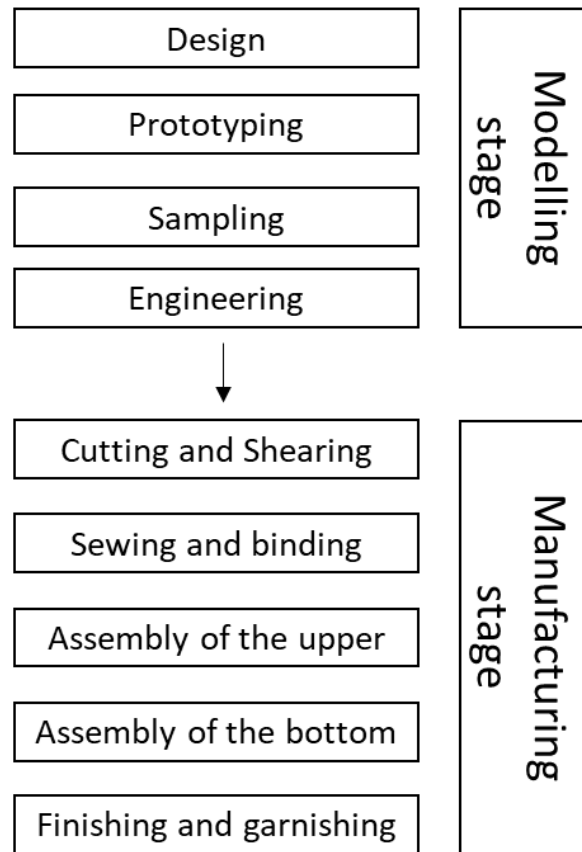 Design
Prototyping
Sampling
Engineering
Modelling
stage
Cutting and Shearing
Sewing and binding
Assembly of the upper
Assembly of the bottom
Finishing and garnishing
Manufacturing
stage